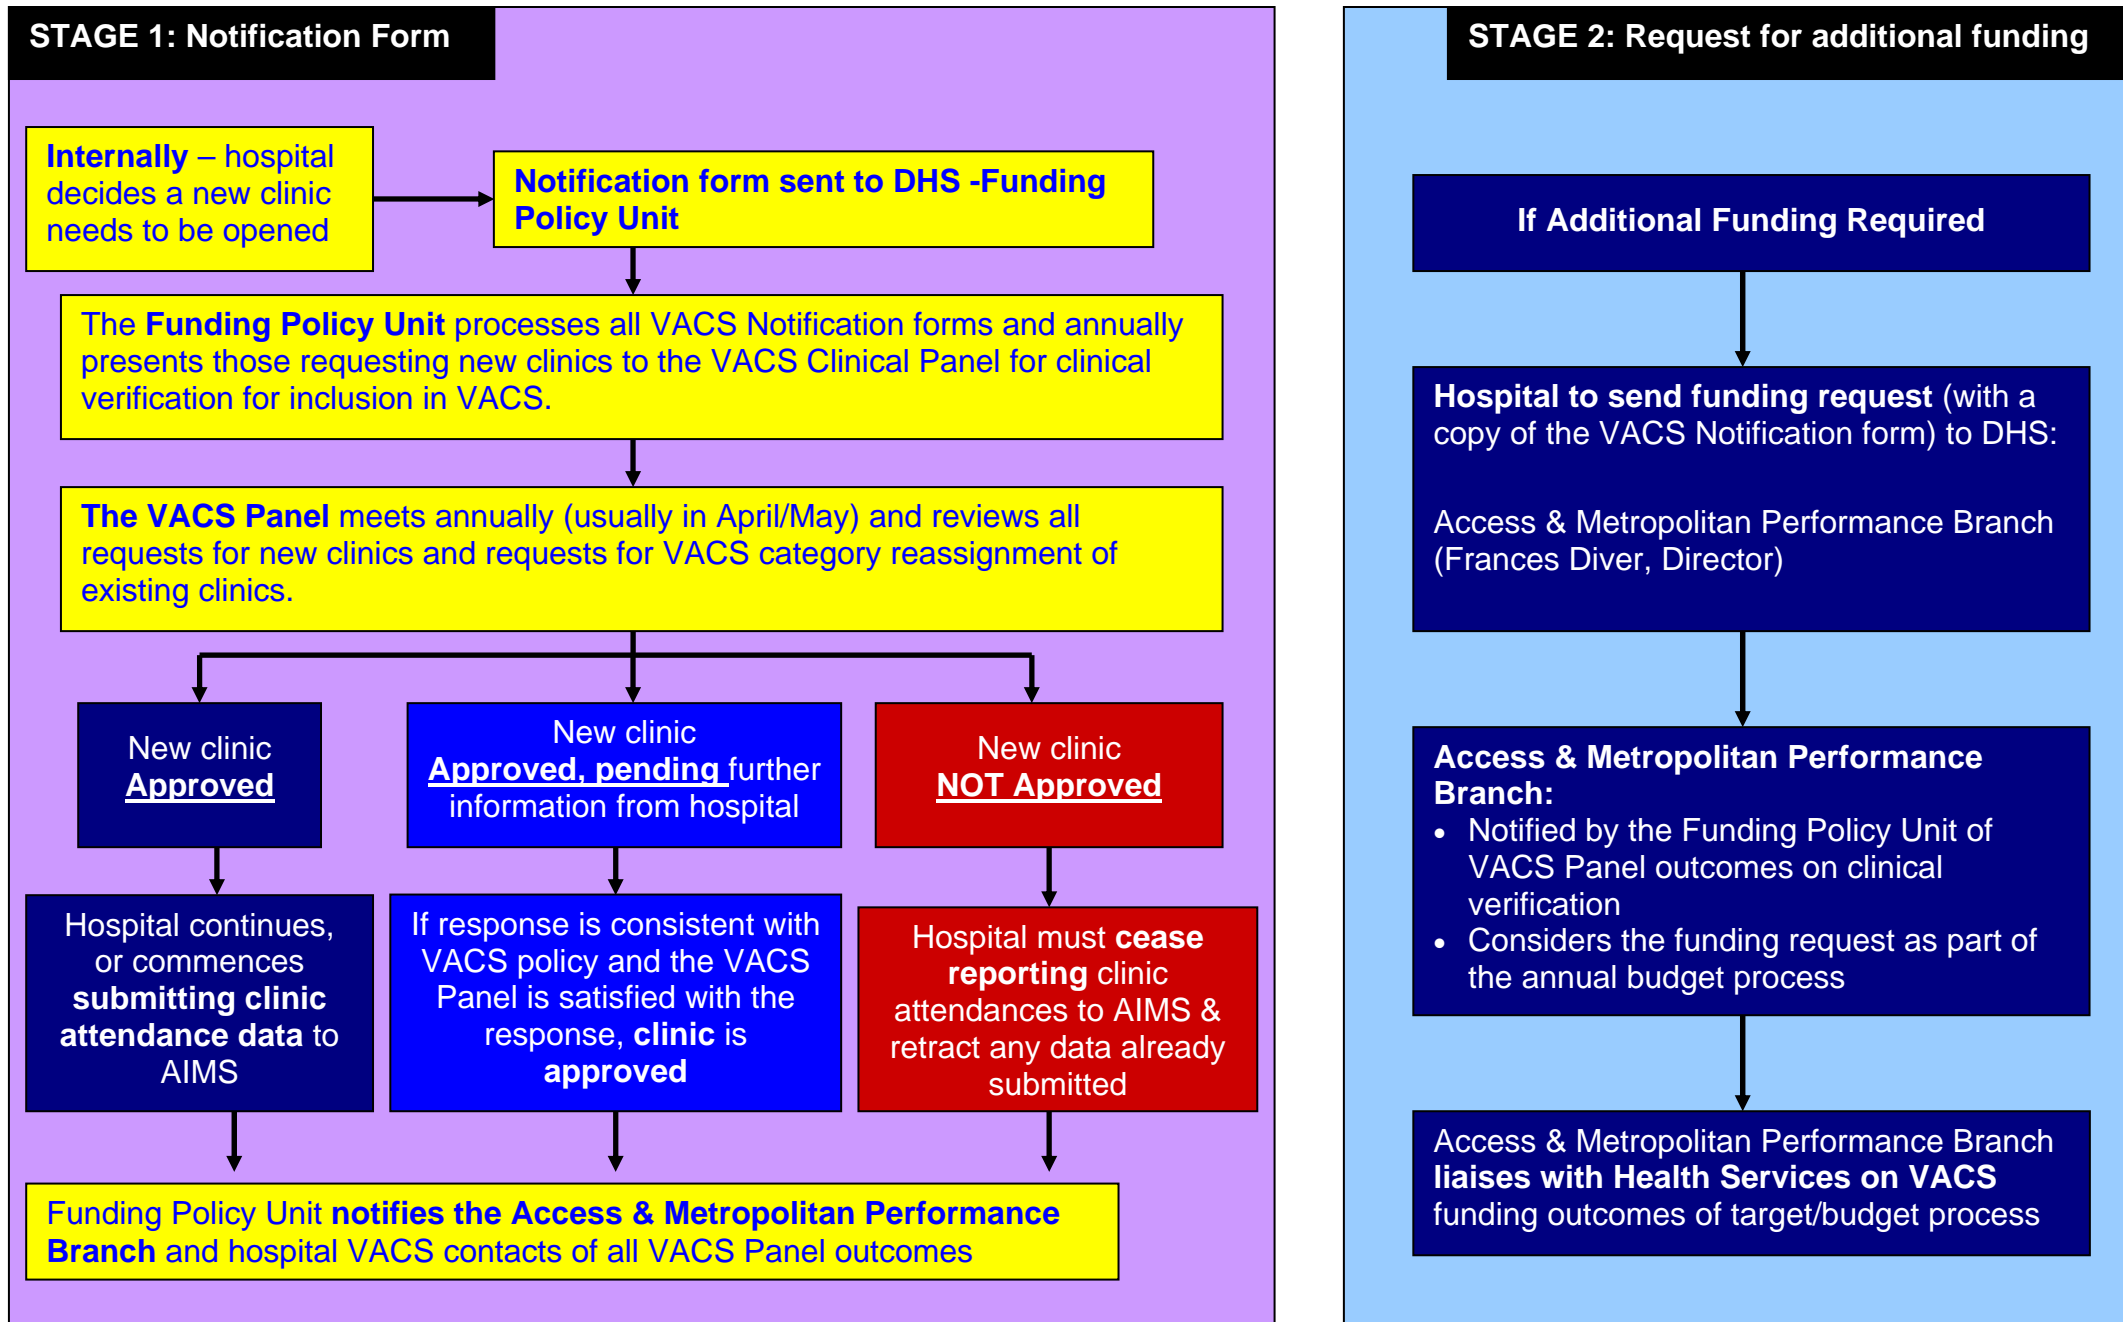 STAGE 1: Notification Form
Internally – hospital
decides a new clinic
needs to be opened
Notification form sent to DHS -Funding
Policy Unit
The Funding Policy Unit processes all VACS Notification forms and annually
presents those requesting new clinics to the VACS Clinical Panel for clinical
verification for inclusion in VACS.
The VACS Panel meets annually (usually in April/May) and reviews all
requests for new clinics and requests for VACS category reassignment of
existing clinics.
New clinic
Approved
New clinic
Approved, pending further
information from hospital
New clinic
NOT Approved
Hospital continues,
or commences
submitting clinic
attendance data to
AIMS
If response is consistent with
VACS policy and the VACS
Panel is satisfied with the
response, clinic is
approved
Hospital must cease
reporting clinic
attendances to AIMS &
retract any data already
submitted
Funding Policy Unit notifies the Access & Metropolitan Performance
Branch and hospital VACS contacts of all VACS Panel outcomes
STAGE 2: Request for additional funding
If Additional Funding Required
Hospital to send funding request (with a
copy of the VACS Notification form) to DHS:
Access & Metropolitan Performance Branch
(Frances Diver, Director)
Access & Metropolitan Performance
Branch:
• Notified by the Funding Policy Unit of
VACS Panel outcomes on clinical
verification
• Considers the funding request as part of
the annual budget process
Access & Metropolitan Performance Branch
liaises with Health Services on VACS
funding outcomes of target/budget process